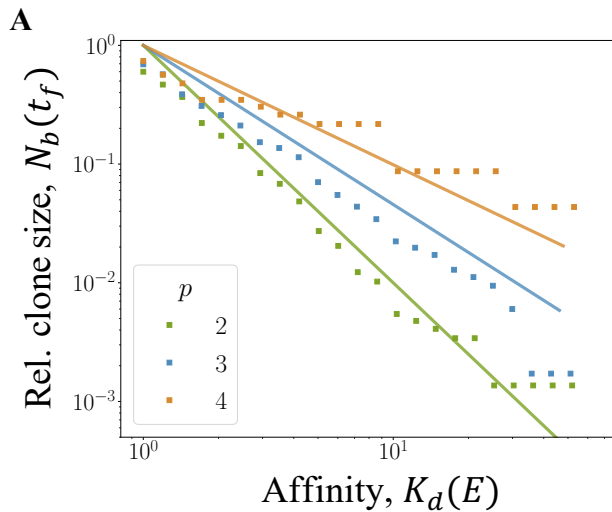 A
Rel. clone size, $N_b(t_f)$
$10^0$
$10^{-1}$
$10^{-2}$
$10^{-3}$
$p$
2
3
4
$10^0$
$10^1$
Affinity, $K_d(E)$